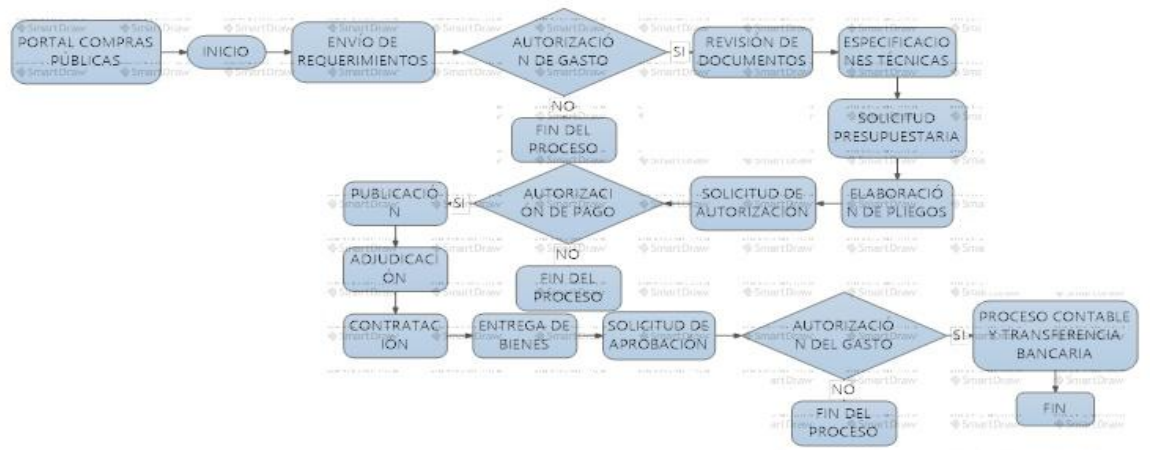 PORTAL COMPRAS
PÚBLICAS
INICIO
ENVÍO DE
REQUERIMIENTOS
AUTORIZACIÓ
N DE GASTO
SI
REVISIÓN DE
DOCUMENTOS
ESPECIFICACIO
NES TÉCNICAS
NO
FIN DEL
PROCESO
SOLICITUD
PRESUPUESTARIA
ELABORACIÓ
N DE PLIEGOS
SOLICITUD DE
AUTORIZACIÓN
AUTORIZACI
ÓN DE PAGO
SI
PUBLICACIÓ
N
NO
FIN DEL
PROCESO
ADJUDICACI
ÓN
CONTRATAC
IÓN
ENTREGA DE
BIENES
SOLICITUD DE
APROBACIÓN
AUTORIZACIÓ
N DEL GASTO
SI
PROCESO CONTABLE
Y TRANSFERENCIA
BANCARIA
NO
FIN DEL
PROCESO
FIN
SmartDraw